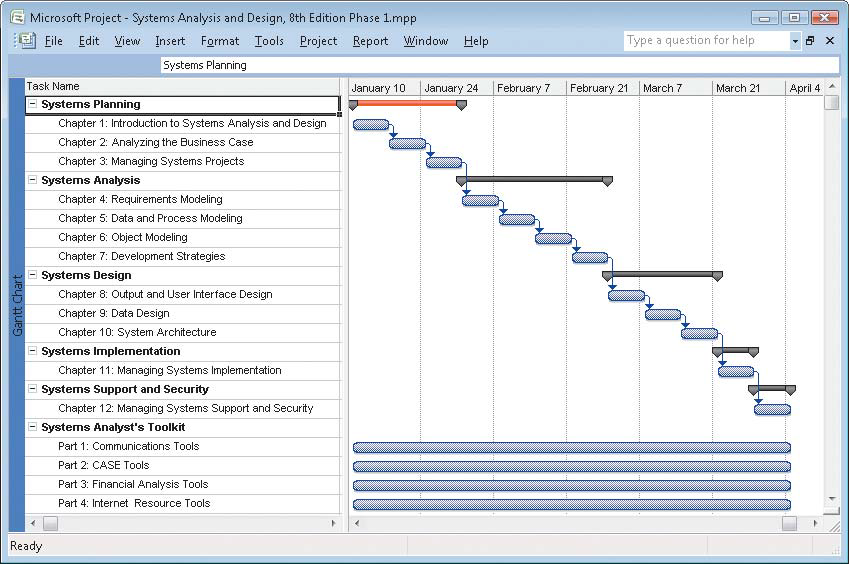 Microsoft Project - Systems Analysis and Design, 8th Edition Phase 1.mpp
File Edit View Insert Format Tools Project Report Window Help Type a question for help
Systems Planning
Task Name January 10 January 24 February 7 February 21 March 7 March 21 April 4
Systems Planning
Chapter 1: Introduction to Systems Analysis and Design
Chapter 2: Analyzing the Business Case
Chapter 3: Managing Systems Projects
Systems Analysis
Chapter 4: Requirements Modeling
Chapter 5: Data and Process Modeling
Chapter 6: Object Modeling
Chapter 7: Development Strategies
Systems Design
Chapter 8: Output and User Interface Design
Chapter 9: Data Design
Chapter 10: System Architecture
Systems Implementation
Chapter 11: Managing Systems Implementation
Systems Support and Security
Chapter 12: Managing Systems Support and Security
Systems Analyst's Toolkit
Part 1: Communications Tools
Part 2: CASE Tools
Part 3: Financial Analysis Tools
Part 4: Internet Resource Tools
Gantt Chart
Ready